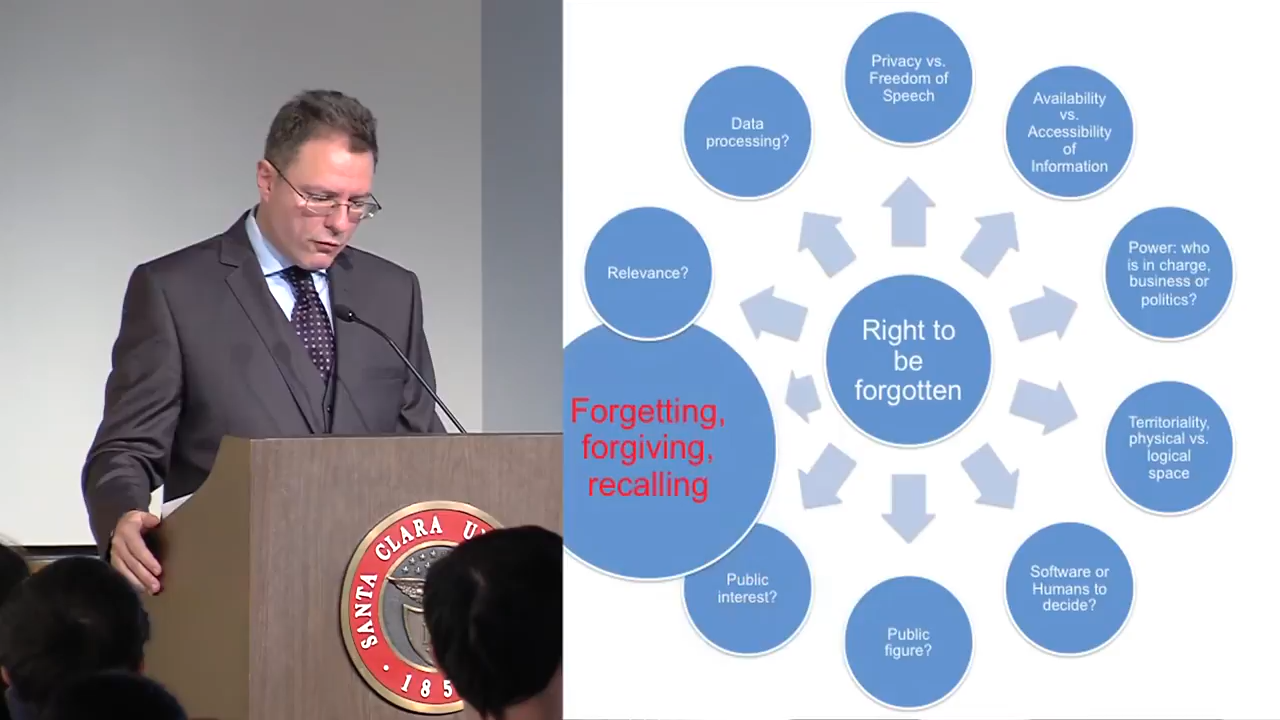 Privacy vs.
Freedom of
Speech
Availability
vs.
Accessibility
of
Information
Power: who
is in charge,
business or
politics?
Territoriality,
physical vs.
logical
space
Software or
Humans to
decide?
Public
figure?
Public
interest?
Forgetting,
forgiving,
recalling
Relevance?
Data
processing?
Right to
be
forgotten
SANTA CLARA
185